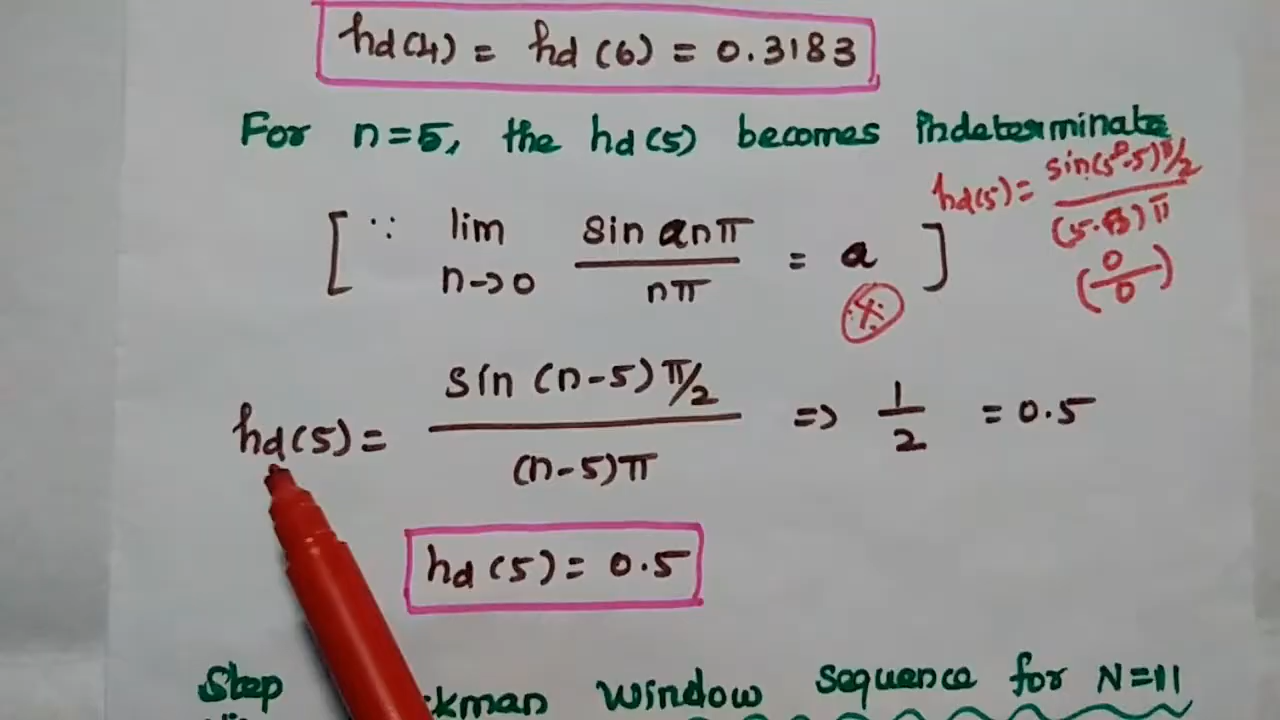 hd(4) = hd(6) = 0.3183
For n=5, the hd(5) becomes indeterminate
hd(5) = sin(5-5)π/2 / (5-5)π
(0/0)
[ ∵ lim n→0 sin anπ / nπ = a ]
hd(5) = sin (n-5) π/2 / (n-5)π => 1/2 = 0.5
hd(5) = 0.5
Step window sequence for N=11